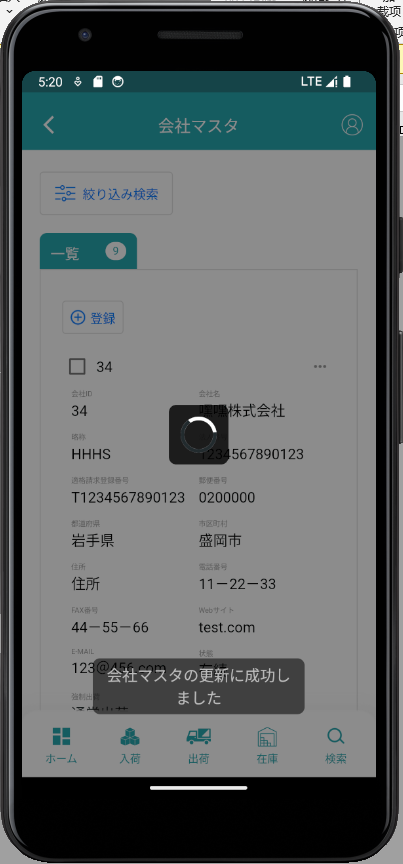 裁项
5:20 LTE
会社マスタ
絞り込み検索
一覧 9
登録
34
会社ID 会社名
34 株式会社
略称
HHHS 1234567890123
適格請求登録番号 郵便番号
T1234567890123 0200000
都道府県 市区町村
岩手県 盛岡市
住所 電話番号
住所 11ー22ー33
FAX番号 Webサイト
44ー55ー66 test.com
E-MAIL 状態
123@456.com
会社マスタの更新に成功し
ました
ホーム 入荷 出荷 在庫 検索